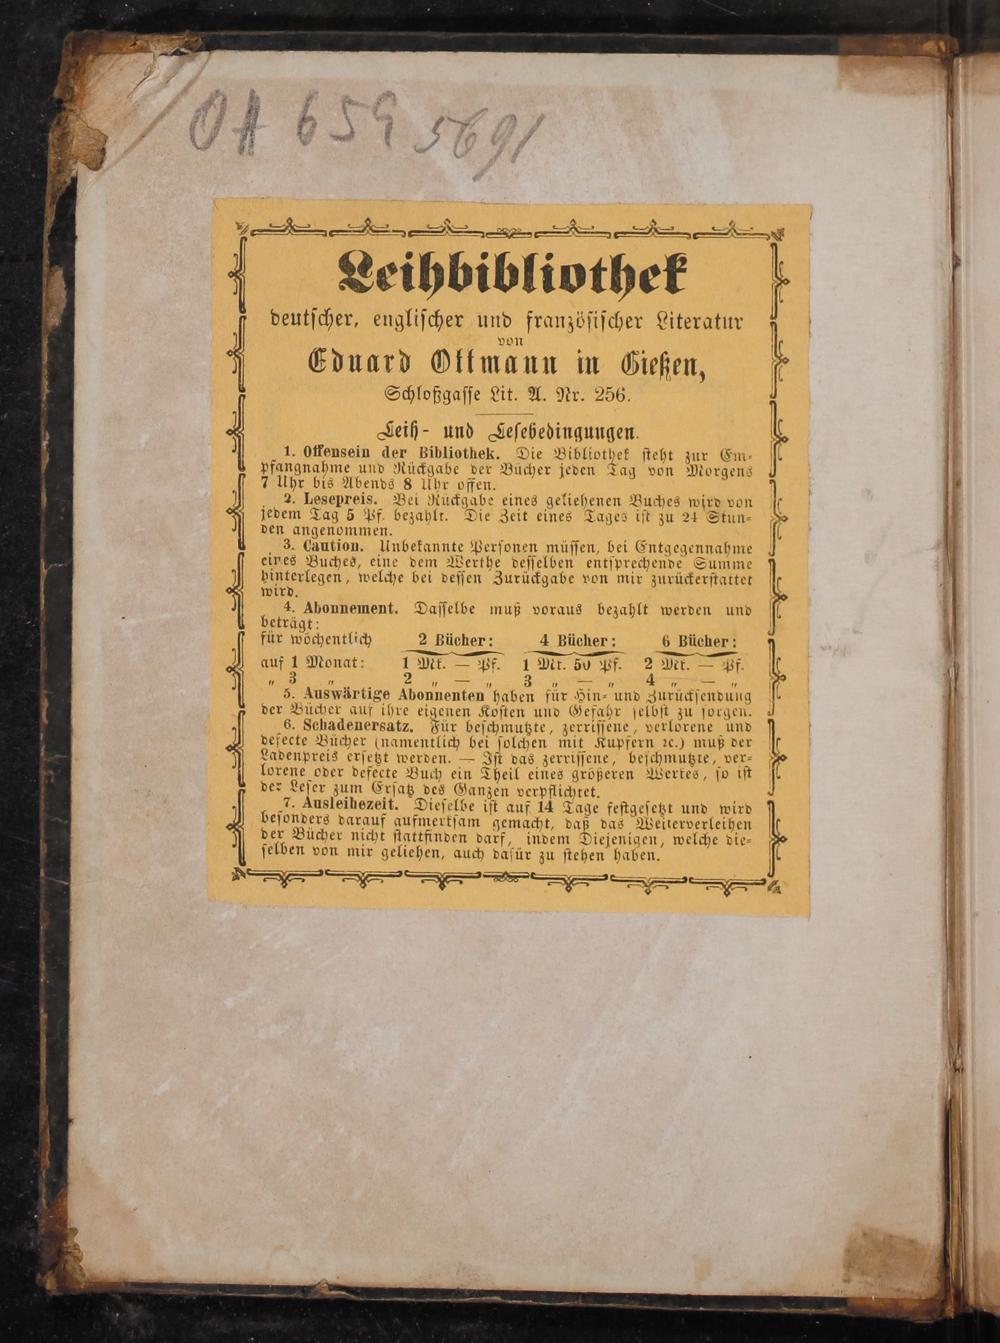 OA 659 5691
Leihbibliothek
deutscher, englischer und französischer Literatur
von
Eduard Ottmann in Gießen,
Schloßgasse Lit. A. Nr. 256.
Leih- und Lesebedingungen.
1. Offensein der Bibliothek. Die Bibliothek steht zur Em-
pfangnahme und Rückgabe der Bücher jeden Tag von Morgens
7 Uhr bis Abends 8 Uhr offen.
2. Lesepreis. Bei Rückgabe eines geliehenen Buches wird von
jedem Tag 5 Pf. bezahlt. Die Zeit eines Tages ist zu 24 Stun-
den angenommen.
3. Caution. Unbekannte Personen müssen, bei Entgegennahme
eines Buches, eine dem Werthe desselben entsprechende Summe
hinterlegen, welche bei dessen Zurückgabe von mir zurückerstattet
wird.
4. Abonnement. Dasselbe muß voraus bezahlt werden und
beträgt:
für wöchentlich 2 Bücher: 4 Bücher: 6 Bücher:
auf 1 Monat: 1 Mk. — Pf. 1 Mk. 50 Pf. 2 Mk. — Pf.
„ 3 „ 2 „ — „ 3 „ — „ 4 „ — „
5. Auswärtige Abonnenten haben für Hin- und Zurücksendung
der Bücher auf ihre eigenen Kosten und Gefahr selbst zu sorgen.
6. Schadenersatz. Für beschmutzte, zerrissene, verlorene und
defecte Bücher (namentlich bei solchen mit Kupfern ꝛc.) muß der
Ladenpreis ersetzt werden. — Ist das zerrissene, beschmutzte, ver-
lorene oder defecte Buch ein Theil eines größeren Werkes, so ist
der Leser zum Ersatz des Ganzen verpflichtet.
7. Ausleihezeit. Dieselbe ist auf 14 Tage festgesetzt und wird
besonders darauf aufmerksam gemacht, daß das Weiterverleihen
der Bücher nicht stattfinden darf, indem Diejenigen, welche die-
selben von mir geliehen, auch dafür zu stehen haben.